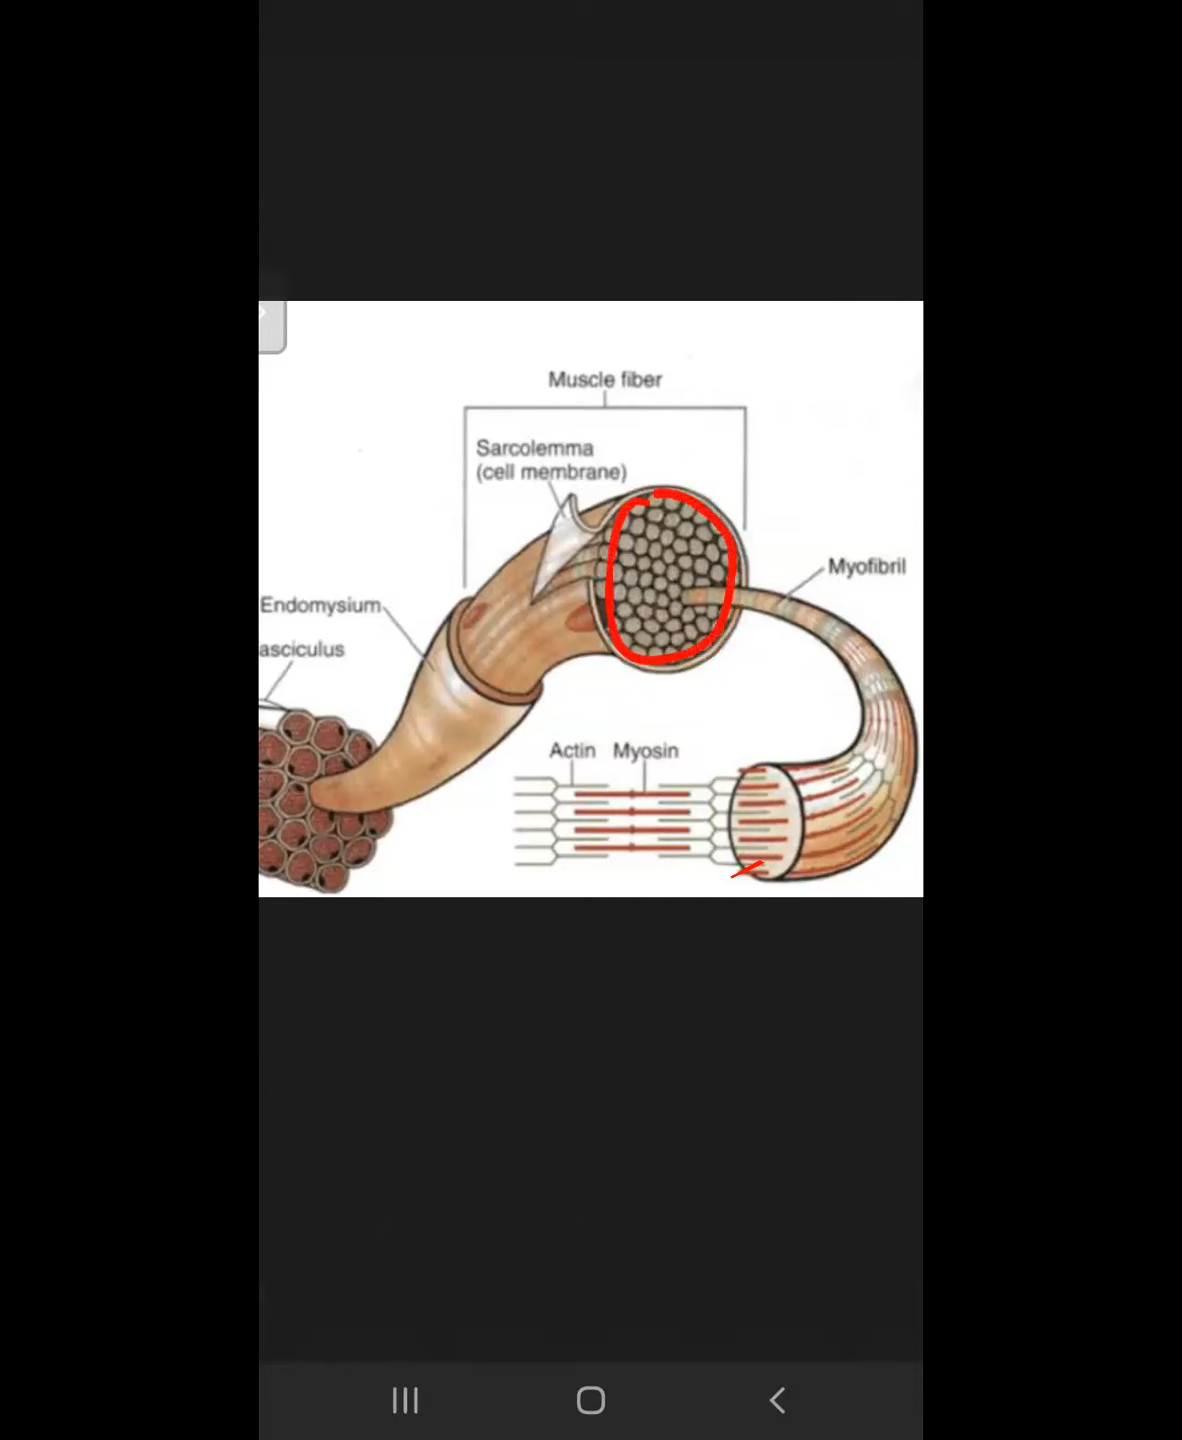 Muscle fiber
Sarcolemma
(cell membrane)
Myofibril
Endomysium
asciculus
Actin Myosin